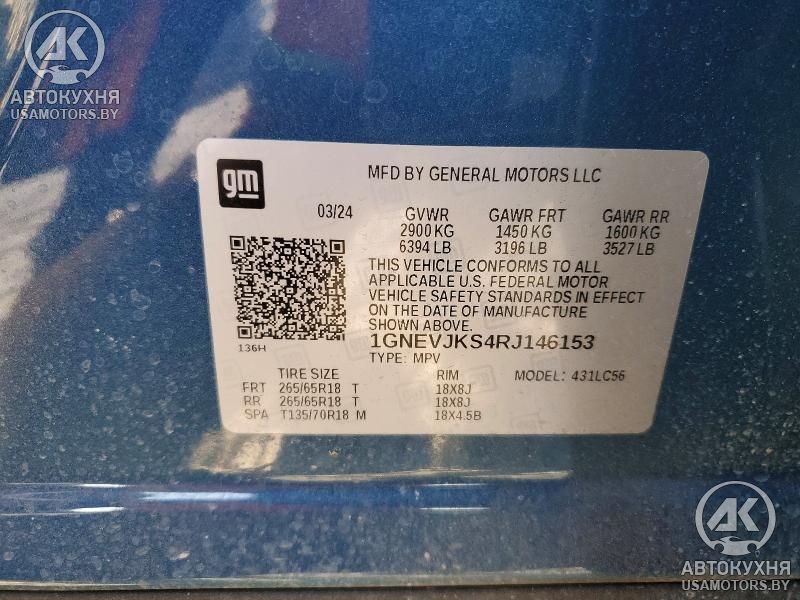 AK
АВТОКУХНЯ
USAMOTORS.BY
gm
MFD BY GENERAL MOTORS LLC
03/24 GVWR GAWR FRT GAWR RR
2900 KG 1450 KG 1600 KG
6394 LB 3196 LB 3527 LB
THIS VEHICLE CONFORMS TO ALL
APPLICABLE U.S. FEDERAL MOTOR
VEHICLE SAFETY STANDARDS IN EFFECT
ON THE DATE OF MANUFACTURE
SHOWN ABOVE.
136H
1GNEVJKS4RJ146153
TYPE: MPV
TIRE SIZE RIM MODEL: 431LC56
FRT 265/65R18 T 18X8J
RR 265/65R18 T 18X8J
SPA T135/70R18 M 18X4.5B
AK
АВТОКУХНЯ
USAMOTORS.BY